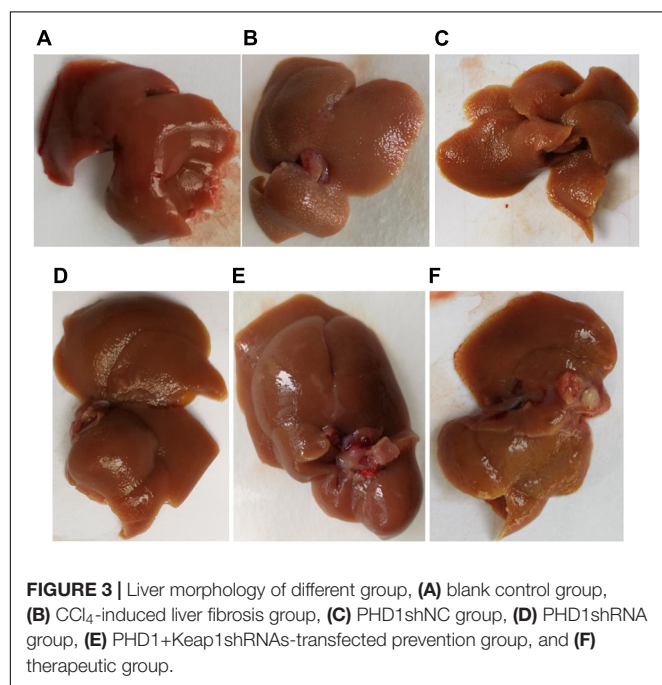 A
B
C
D
E
F
FIGURE 3 | Liver morphology of different group, (A) blank control group,
(B) CCl₄-induced liver fibrosis group, (C) PHD1shNC group, (D) PHD1shRNA
group, (E) PHD1+Keap1shRNAs-transfected prevention group, and (F)
therapeutic group.